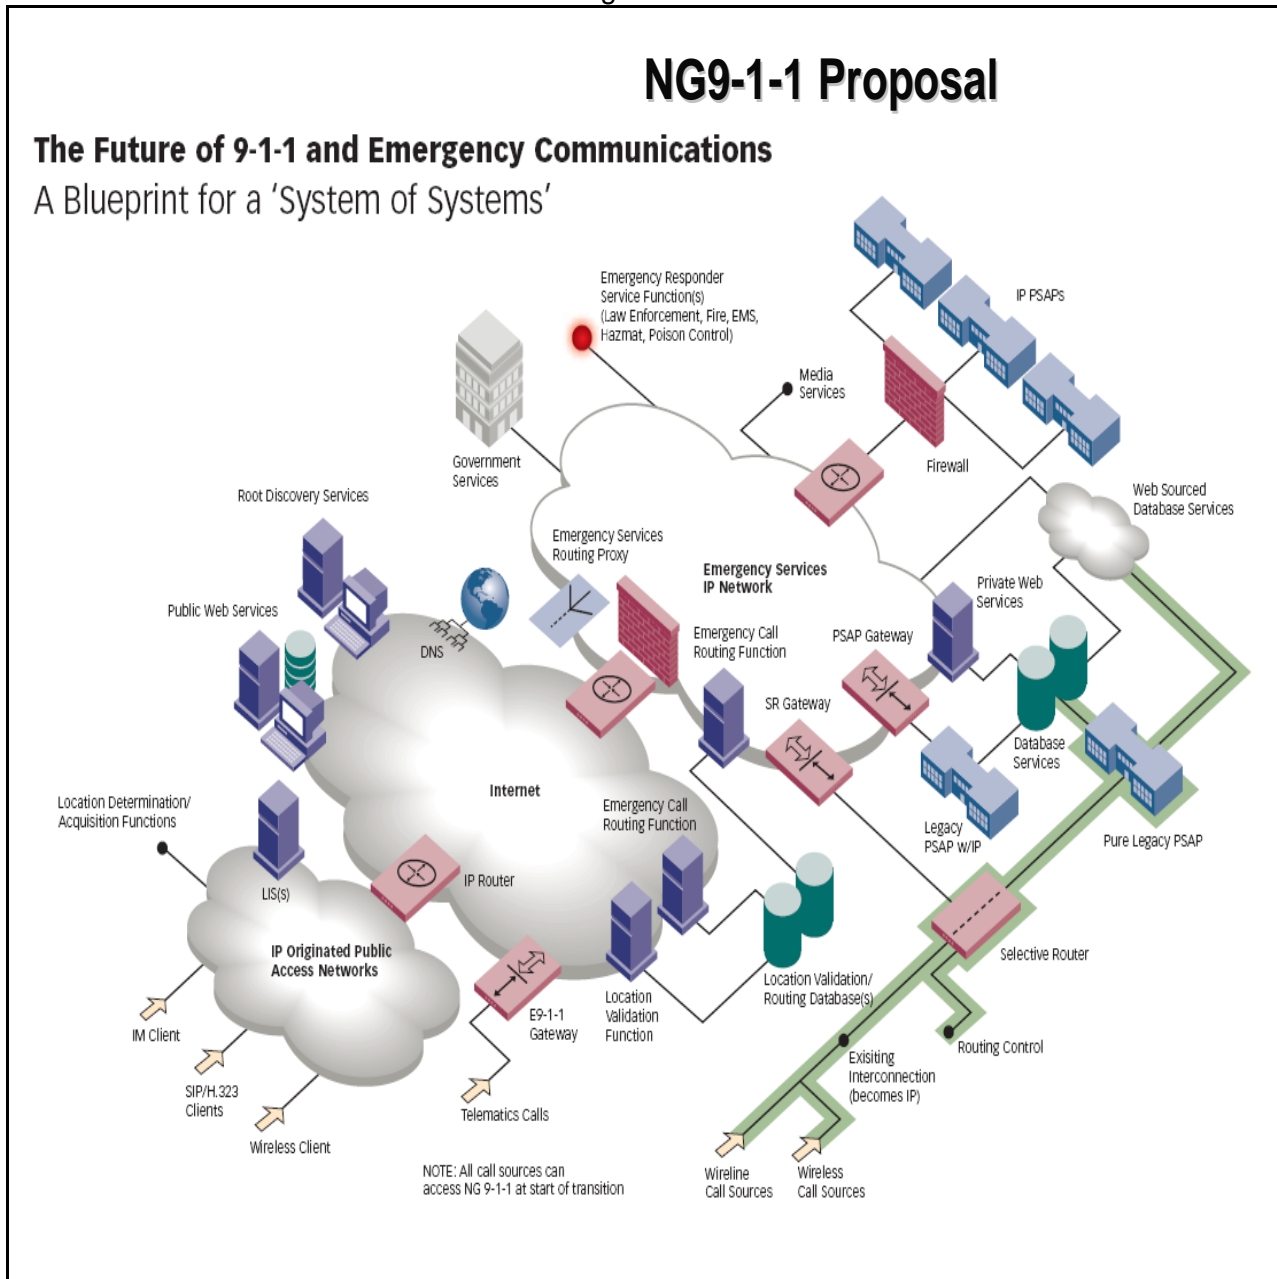 NG9-1-1 Proposal
The Future of 9-1-1 and Emergency Communications
A Blueprint for a ‘System of Systems’
Emergency Responder
Service Function(s)
(Law Enforcement, Fire, EMS,
Hazmat, Poison Control)
IP PSAPs
Media
Services
Government
Services
Firewall
Root Discovery Services
Web Sourced
Database Services
Emergency Services
Routing Proxy
Emergency Services
IP Network
Private Web
Services
Public Web Services
DNS
Emergency Call
Routing Function
PSAP Gateway
SR Gateway
Database
Services
Internet
Location Determination/
Acquisition Functions
Emergency Call
Routing Function
Legacy
PSAP w/IP
Pure Legacy PSAP
LIS(s)
IP Router
IP Originated Public
Access Networks
Selective Router
Location Validation/
Routing Database(s)
Location
Validation
Function
E9-1-1
Gateway
IM Client
Routing Control
Exisiting
Interconnection
(becomes IP)
SIP/H.323
Clients
Telematics Calls
Wireless Client
NOTE: All call sources can
access NG 9-1-1 at start of transition
Wireline
Call Sources
Wireless
Call Sources